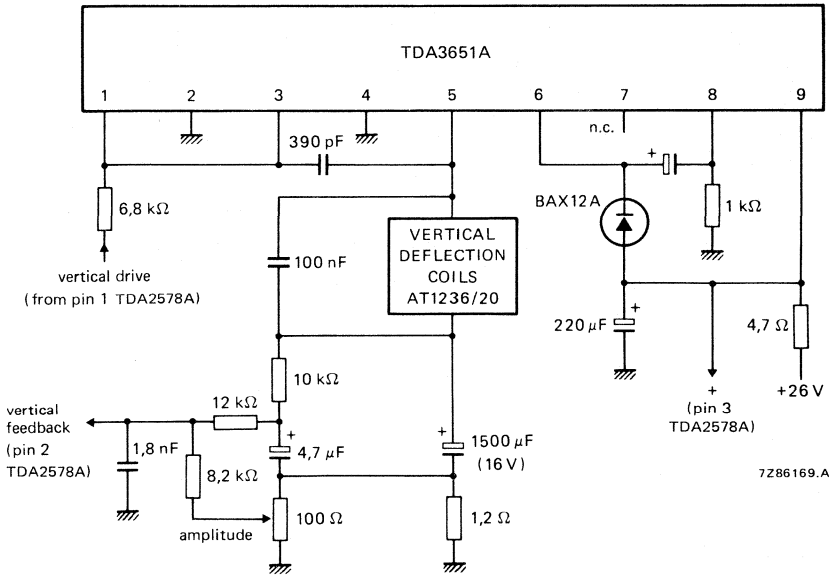 TDA3651A
1 2 3 4 5 6 7 8 9
n.c.
390 pF
+
6,8 kΩ
BAX12A
1 kΩ
VERTICAL
DEFLECTION
COILS
AT1236/20
100 nF
vertical drive
(from pin 1 TDA2578A)
+
220 μF
4,7 Ω
+
(pin 3
TDA2578A)
+26 V
10 kΩ
12 kΩ
vertical
feedback
(pin 2
TDA2578A)
+
4,7 μF
+
1500 μF
(16 V)
1,8 nF
8,2 kΩ
7Z86169.A
100 Ω
1,2 Ω
amplitude